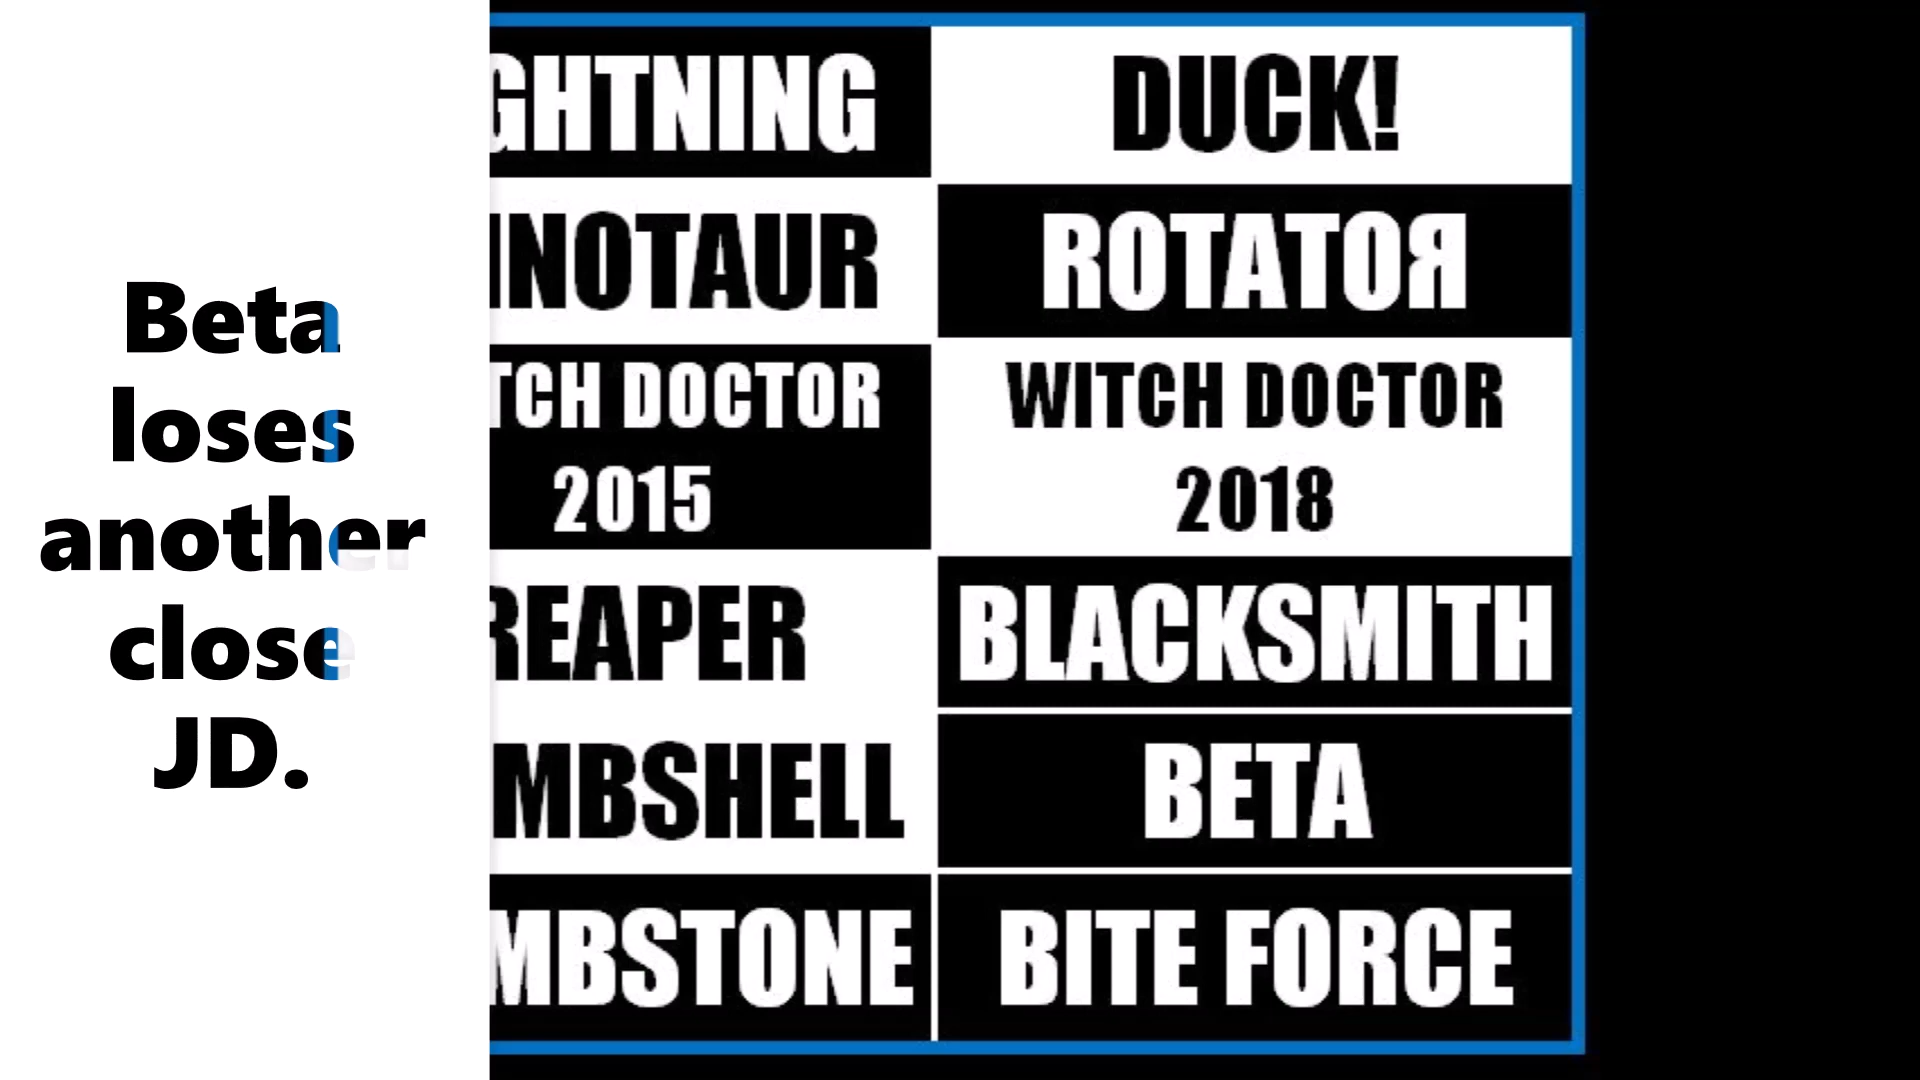 Beta
loses
another
close
JD.
GHTNING DUCK!
INOTAUR ROTATOЯ
TCH DOCTOR
2015
WITCH DOCTOR
2018
REAPER BLACKSMITH
MBSHELL BETA
MBSTONE BITE FORCE